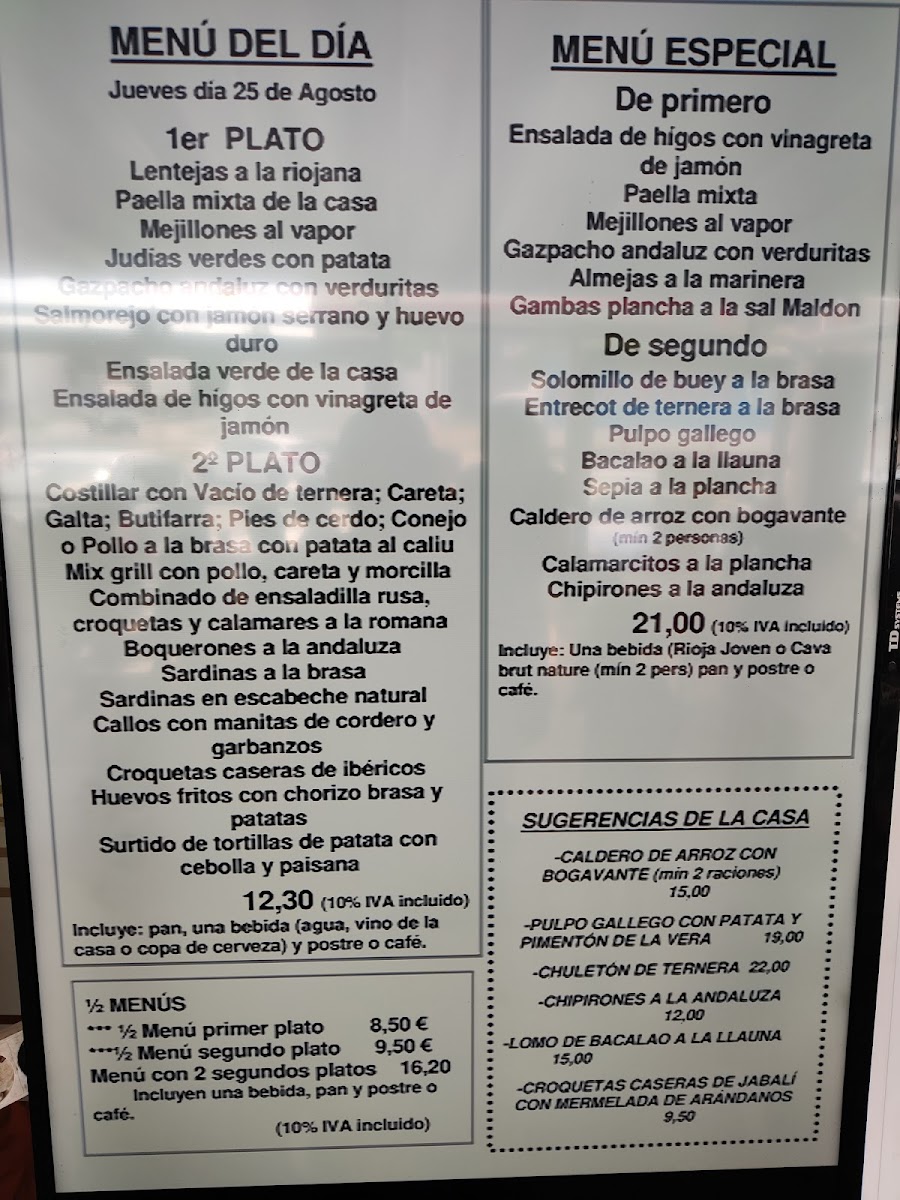 MENÚ DEL DÍA
Jueves dia 25 de Agosto
1er PLATO
Lentejas a la riojana
Paella mixta de la casa
Mejillones al vapor
Judías verdes con patata
Gazpacho andaluz con verduritas
Salmorejo con jamon serrano y huevo
duro
Ensalada verde de la casa
Ensalada de hígos con vinagreta de
jamón
2º PLATO
Costillar con Vacío de ternera; Careta;
Galta; Butifarra; Pies de cerdo; Conejo
o Pollo a la brasa con patata al caliu
Mix grill con pollo, careta y morcilla
Combinado de ensaladilla rusa,
croquetas y calamares a la romana
Boquerones a la andaluza
Sardinas a la brasa
Sardinas en escabeche natural
Callos con manitas de cordero y
garbanzos
Croquetas caseras de ibéricos
Huevos fritos con chorizo brasa y
patatas
Surtido de tortillas de patata con
cebolla y paisana
12,30 (10% IVA incluido)
Incluye: pan, una bebida (agua, vino de la
casa o copa de cerveza) y postre o café.
½ MENÚS
*** ½ Menú primer plato 8,50 €
***½ Menú segundo plato 9,50 €
Menú con 2 segundos platos 16,20
Incluyen una bebida, pan y postre o
café.
(10% IVA incluido)
MENÚ ESPECIAL
De primero
Ensalada de hígos con vinagreta
de jamón
Paella mixta
Mejillones al vapor
Gazpacho andaluz con verduritas
Almejas a la marinera
Gambas plancha a la sal Maldon
De segundo
Solomillo de buey a la brasa
Entrecot de ternera a la brasa
Pulpo gallego
Bacalao a la llauna
Sepia a la plancha
Caldero de arroz con bogavante
(mín 2 personas)
Calamarcitos a la plancha
Chipirones a la andaluza
21,00 (10% IVA incluido)
Incluye: Una bebida (Rioja Joven o Cava
brut nature (mín 2 pers) pan y postre o
café.
SUGERENCIAS DE LA CASA
-CALDERO DE ARROZ CON
BOGAVANTE (mín 2 raciones)
15,00
-PULPO GALLEGO CON PATATA Y
PIMENTÓN DE LA VERA 19,00
-CHULETÓN DE TERNERA 22,00
-CHIPIRONES A LA ANDALUZA
12,00
-LOMO DE BACALAO A LA LLAUNA
15,00
-CROQUETAS CASERAS DE JABALÍ
CON MERMELADA DE ARÁNDANOS
9,50